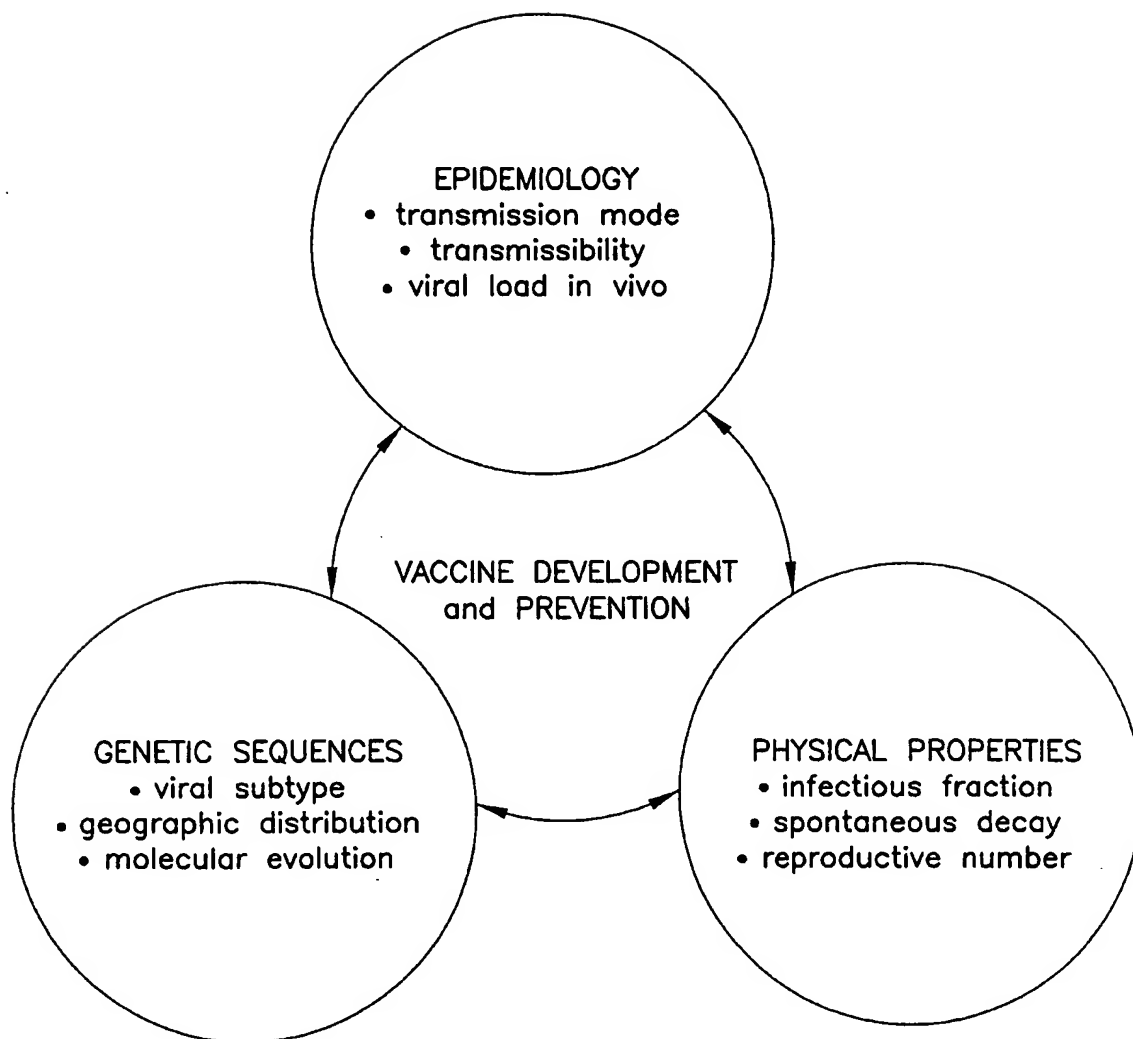 EPIDEMIOLOGY
• transmission mode
• transmissibility
• viral load in vivo
VACCINE DEVELOPMENT
and PREVENTION
GENETIC SEQUENCES
• viral subtype
• geographic distribution
• molecular evolution
PHYSICAL PROPERTIES
• infectious fraction
• spontaneous decay
• reproductive number